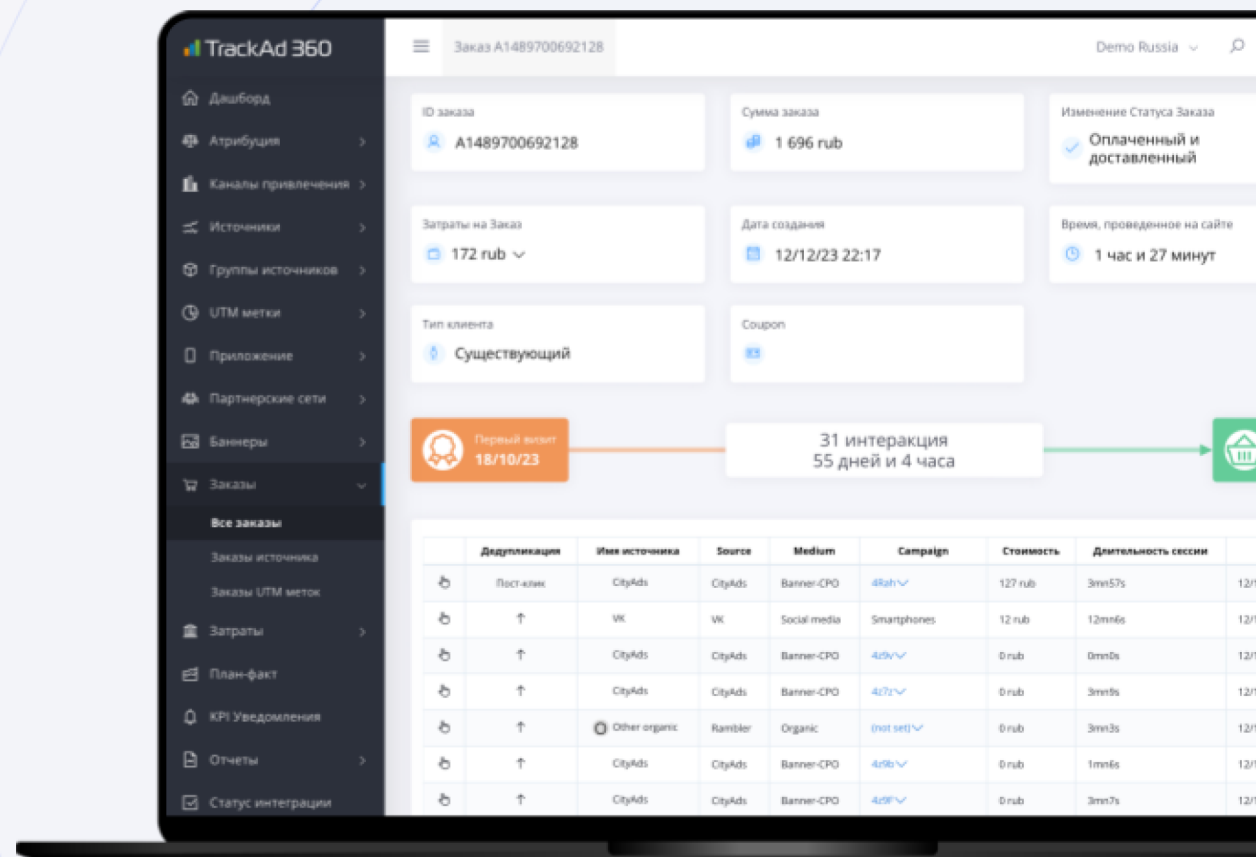 TrackAd 360
Заказ A1489700692128
Demo Russia
Дашборд
Атрибуция
Каналы привлечения
Источники
Группы источников
UTM метки
Приложение
Партнерские сети
Баннеры
Заказы
Все заказы
Заказы источника
Заказы UTM меток
Затраты
План-факт
KPI Уведомления
Отчеты
Статус интеграции
ID заказа
A1489700692128
Сумма заказа
1 696 rub
Изменение Статуса Заказа
Оплаченный и
доставленный
Затраты на Заказ
172 rub
Дата создания
12/12/23 22:17
Время, проведенное на сайте
1 час и 27 минут
Тип клиента
Существующий
Coupon
Первый визит
18/10/23
31 интеракция
55 дней и 4 часа
Дедупликация Имя источника Source Medium Campaign Стоимость Длительность сессии
Пост-клик CityAds CityAds Banner-CPO 4Rah 127 rub 3mn57s
↑ VK VK Social media Smartphones 12 rub 12mn6s
↑ CityAds CityAds Banner-CPO 4z9v 0 rub 0mn0s
↑ CityAds CityAds Banner-CPO 4z7z 0 rub
↑ Other organic Rambler Organic (not set) 0 rub 3mn3s
↑ CityAds CityAds Banner-CPO 4z9b 0 rub 1mn6s
↑ CityAds CityAds Banner-CPO 4z9F 0 rub 3mn7s